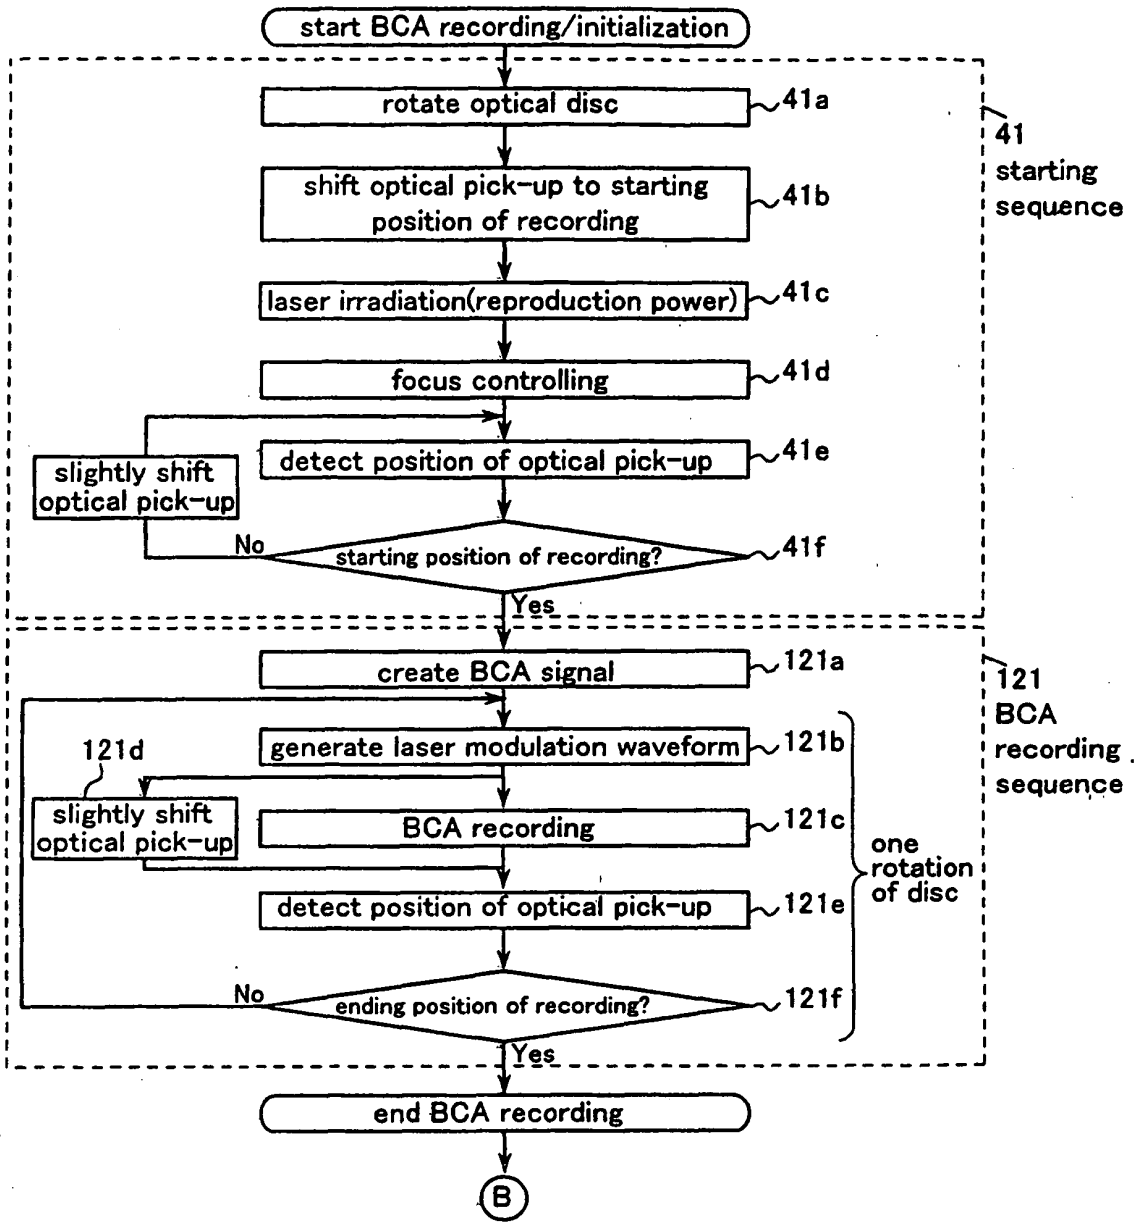 start BCA recording/initialization
rotate optical disc
41a
41
starting
sequence
shift optical pick-up to starting
position of recording
41b
laser irradiation(reproduction power)
41c
focus controlling
41d
detect position of optical pick-up
41e
slightly shift
optical pick-up
No
starting position of recording?
41f
Yes
create BCA signal
121a
121
BCA
recording
sequence
generate laser modulation waveform
121b
121d
slightly shift
optical pick-up
BCA recording
121c
one
rotation
of disc
detect position of optical pick-up
121e
No
ending position of recording?
121f
Yes
end BCA recording
B